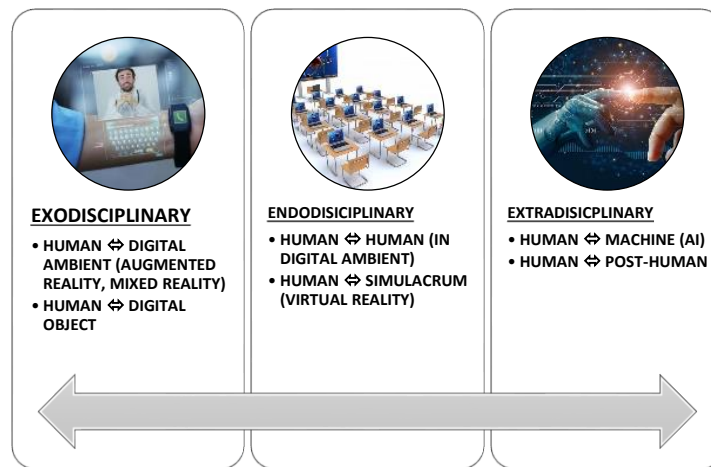 EXODISCIPLINARY
• HUMAN ⇔ DIGITAL
AMBIENT (AUGMENTED
REALITY, MIXED REALITY)
• HUMAN ⇔ DIGITAL
OBJECT
ENDODISICIPLINARY
• HUMAN ⇔ HUMAN (IN
DIGITAL AMBIENT)
• HUMAN ⇔ SIMULACRUM
(VIRTUAL REALITY)
EXTRADISICPLINARY
• HUMAN ⇔ MACHINE (AI)
• HUMAN ⇔ POST-HUMAN